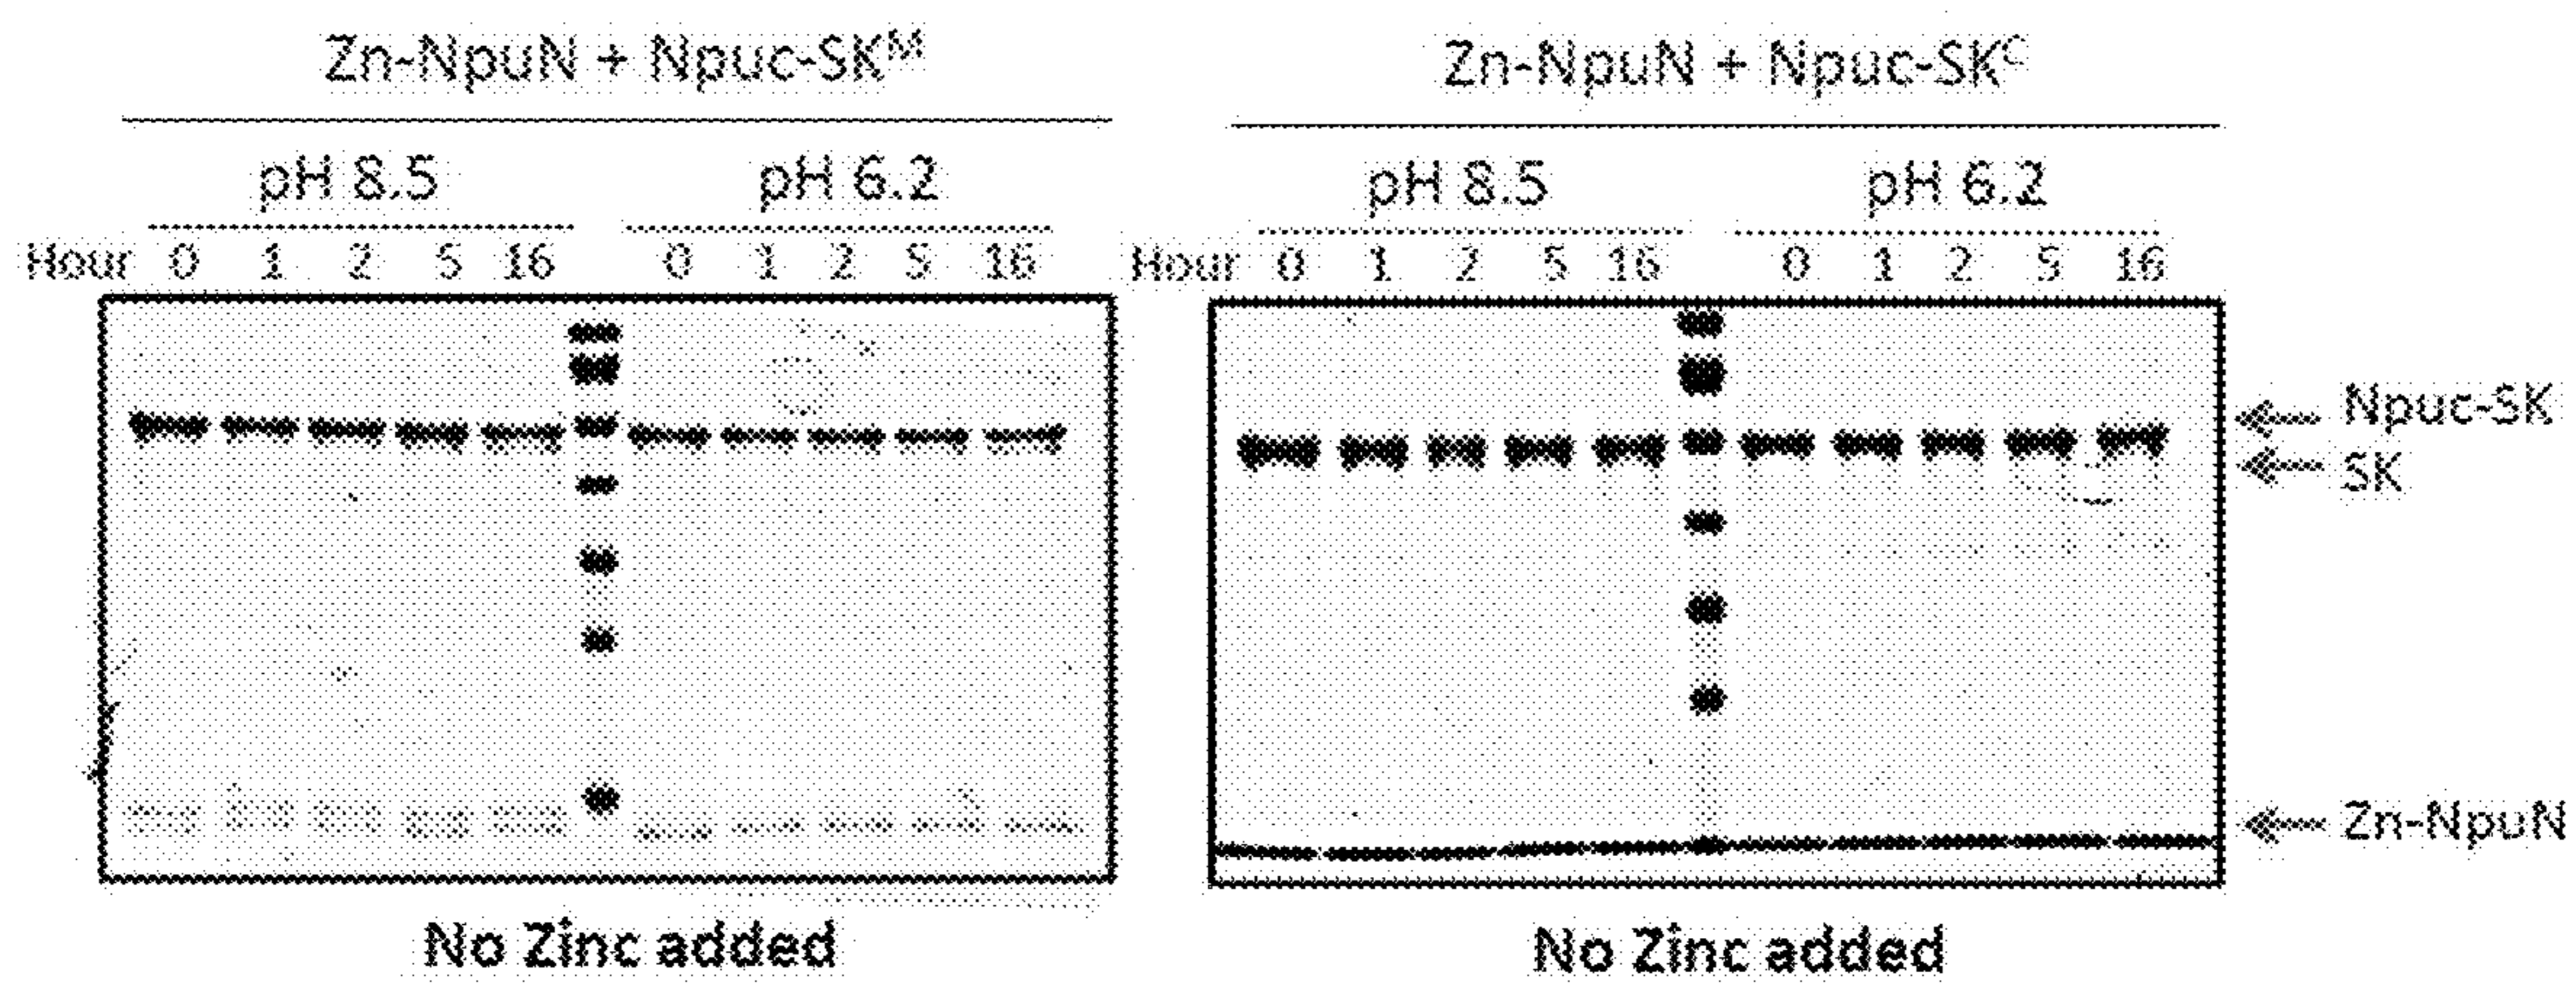 Zn-NpuN + Npuc-SKᴹ
pH 8.5 pH 6.2
Hour 0 1 2 5 16 0 1 2 5 16
No Zinc added
Zn-NpuN + Npuc-SKC
pH 8.5 pH 6.2
Hour 0 1 2 5 16 0 1 2 5 16
No Zinc added
Npuc-SK
SK
Zn-NpuN